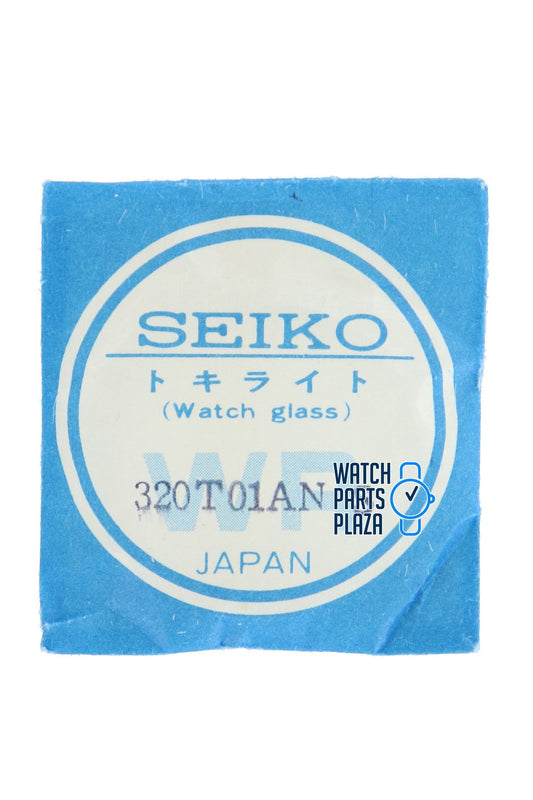 SEIKO
トキライト
(Watch glass)
WP
320T01AN
JAPAN
WATCH
PARTS
PLAZA